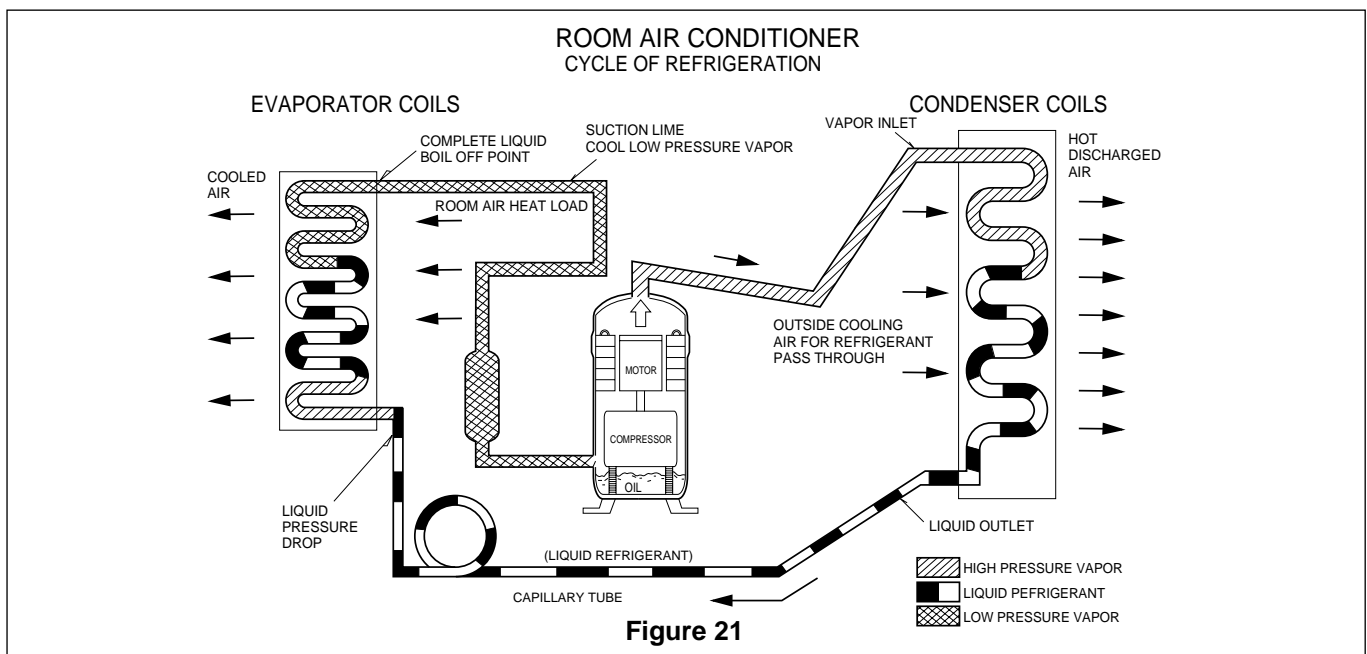 ROOM AIR CONDITIONER
CYCLE OF REFRIGERATION
EVAPORATOR COILS
CONDENSER COILS
COMPLETE LIQUID
BOIL OFF POINT
SUCTION LIME
COOL LOW PRESSURE VAPOR
VAPOR INLET
HOT
DISCHARGED
AIR
COOLED
AIR
ROOM AIR HEAT LOAD
OUTSIDE COOLING
AIR FOR REFRIGERANT
PASS THROUGH
MOTOR
COMPRESSOR
OIL
LIQUID
PRESSURE
DROP
LIQUID OUTLET
(LIQUID REFRIGERANT)
CAPILLARY TUBE
HIGH PRESSURE VAPOR
LIQUID PEFRIGERANT
LOW PRESSURE VAPOR
Figure 21